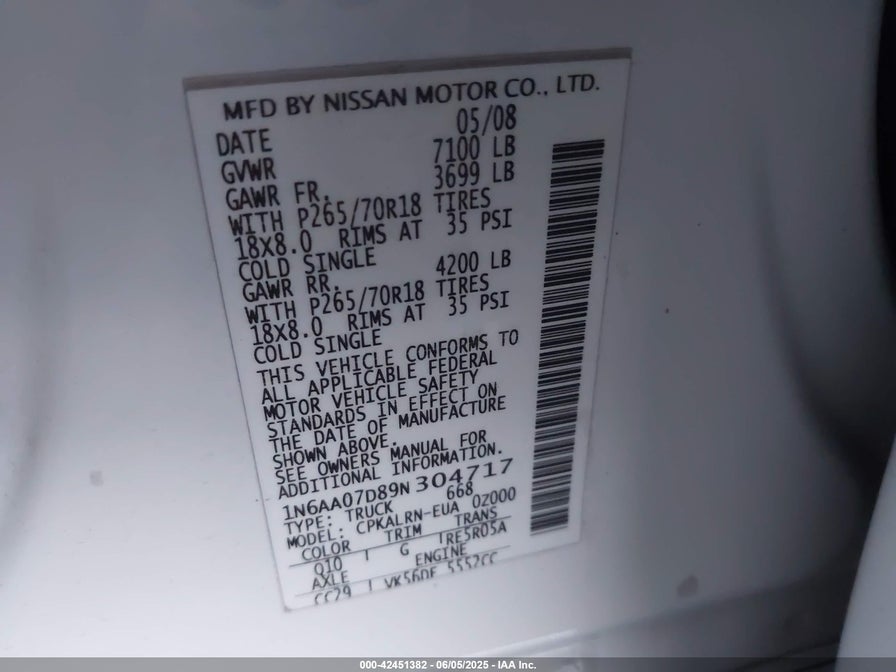 MFD BY NISSAN MOTOR CO., LTD.
DATE 05/08
GVWR 7100 LB
GAWR FR. 3699 LB
WITH P265/70R18 TIRES
18X8.0 RIMS AT 35 PSI
COLD SINGLE
GAWR RR. 4200 LB
WITH P265/70R18 TIRES
18X8.0 RIMS AT 35 PSI
COLD SINGLE
THIS VEHICLE CONFORMS TO
ALL APPLICABLE FEDERAL
MOTOR VEHICLE SAFETY
STANDARDS IN EFFECT ON
THE DATE OF MANUFACTURE
SHOWN ABOVE.
SEE OWNERS MANUAL FOR
ADDITIONAL INFORMATION.
1N6AA07D89N304717
TYPE: TRUCK 668
MODEL: CPKALRN-EUA 02000
COLOR TRIM TRANS
Q10 | G | RE5R05A
AXLE ENGINE
CC29 | VK56DE 5552CC
000-42451382 - 06/05/2025 - IAA Inc.